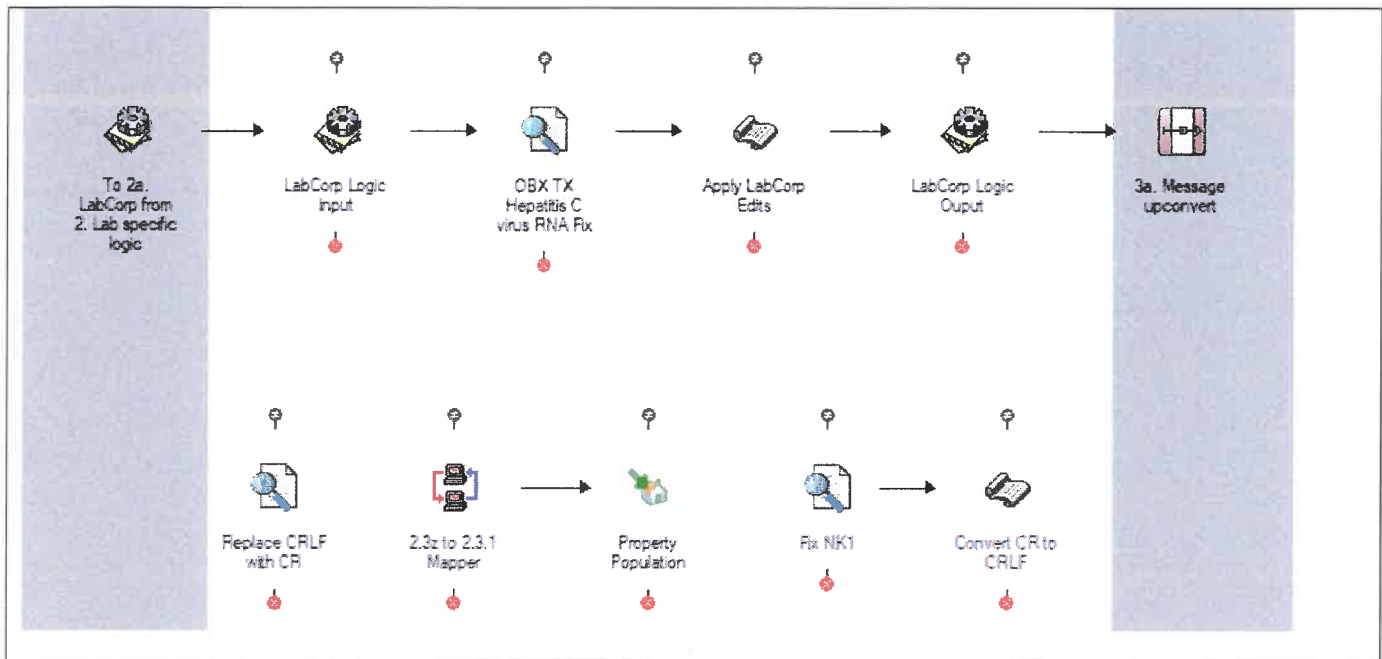 To 2a.
LabCorp from
2. Lab specific
logic
LabCorp Logic
Input
OBX TX
Hepatitis C
virus RNA Fix
Apply LabCorp
Edits
LabCorp Logic
Ouput
3a. Message
upconvert
Replace CRLF
with CR
2.3z to 2.3.1
Mapper
Property
Population
Fix NK1
Convert CR to
CRLF